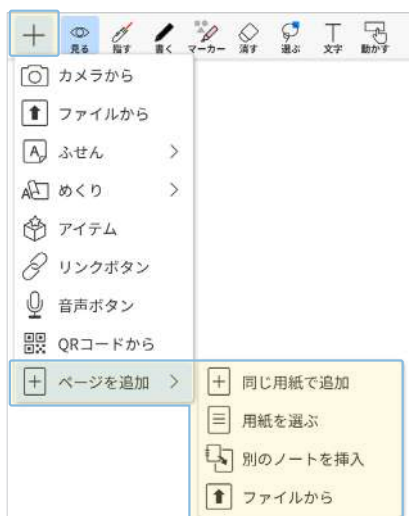 見る 指す 書く マーカー 消す 選ぶ 文字 動かす
カメラから
ファイルから
ふせん
めくり
アイテム
リンクボタン
音声ボタン
QRコードから
ページを追加
同じ用紙で追加
用紙を選ぶ
別のノートを挿入
ファイルから